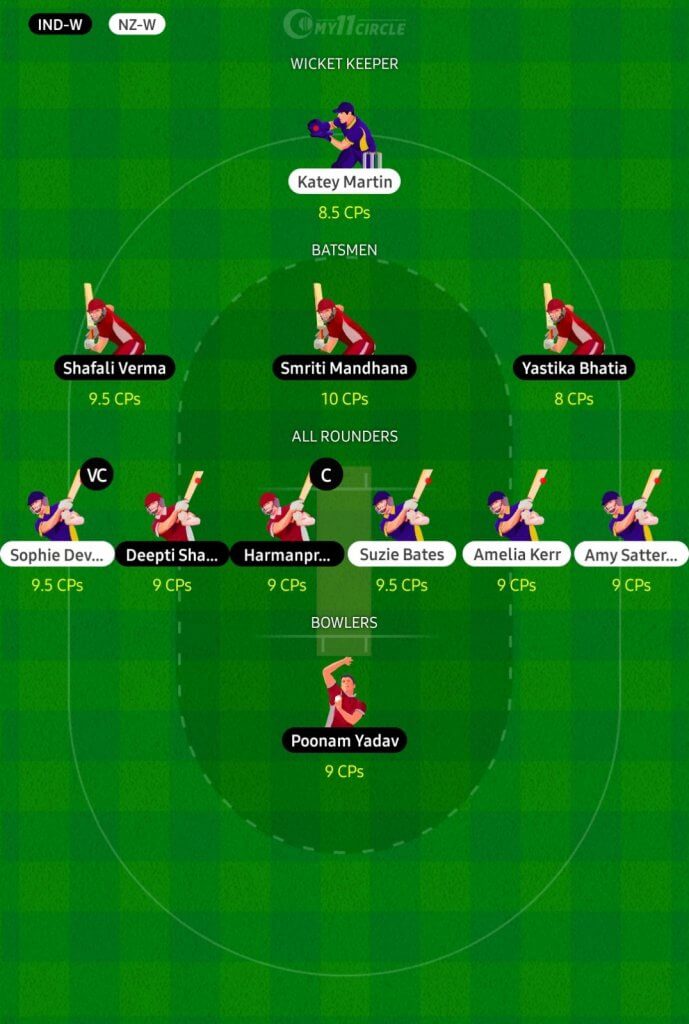 IND-W NZ-W MY11CIRCLE
WICKET KEEPER
Katey Martin
8.5 CPs
BATSMEN
Shafali Verma Smriti Mandhana Yastika Bhatia
9.5 CPs 10 CPs 8 CPs
ALL ROUNDERS
VC C
Sophie Dev... Deepti Sha... Harmanpr... Suzie Bates Amelia Kerr Amy Satter...
9.5 CPs 9 CPs 9 CPs 9.5 CPs 9 CPs 9 CPs
BOWLERS
Poonam Yadav
9 CPs